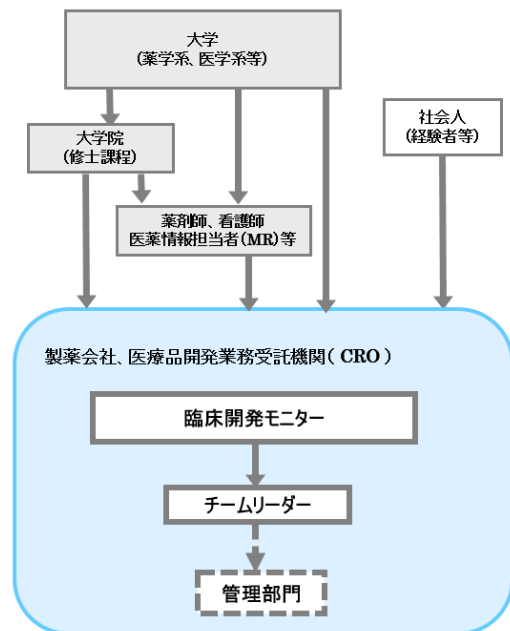 大学
(薬学系、医学系等)
大学院
(修士課程)
社会人
(経験者等)
薬剤師、看護師
医薬情報担当者(MR)等
製薬会社、医療品開発業務受託機関( CRO )
臨床開発モニター
チームリーダー
管理部門